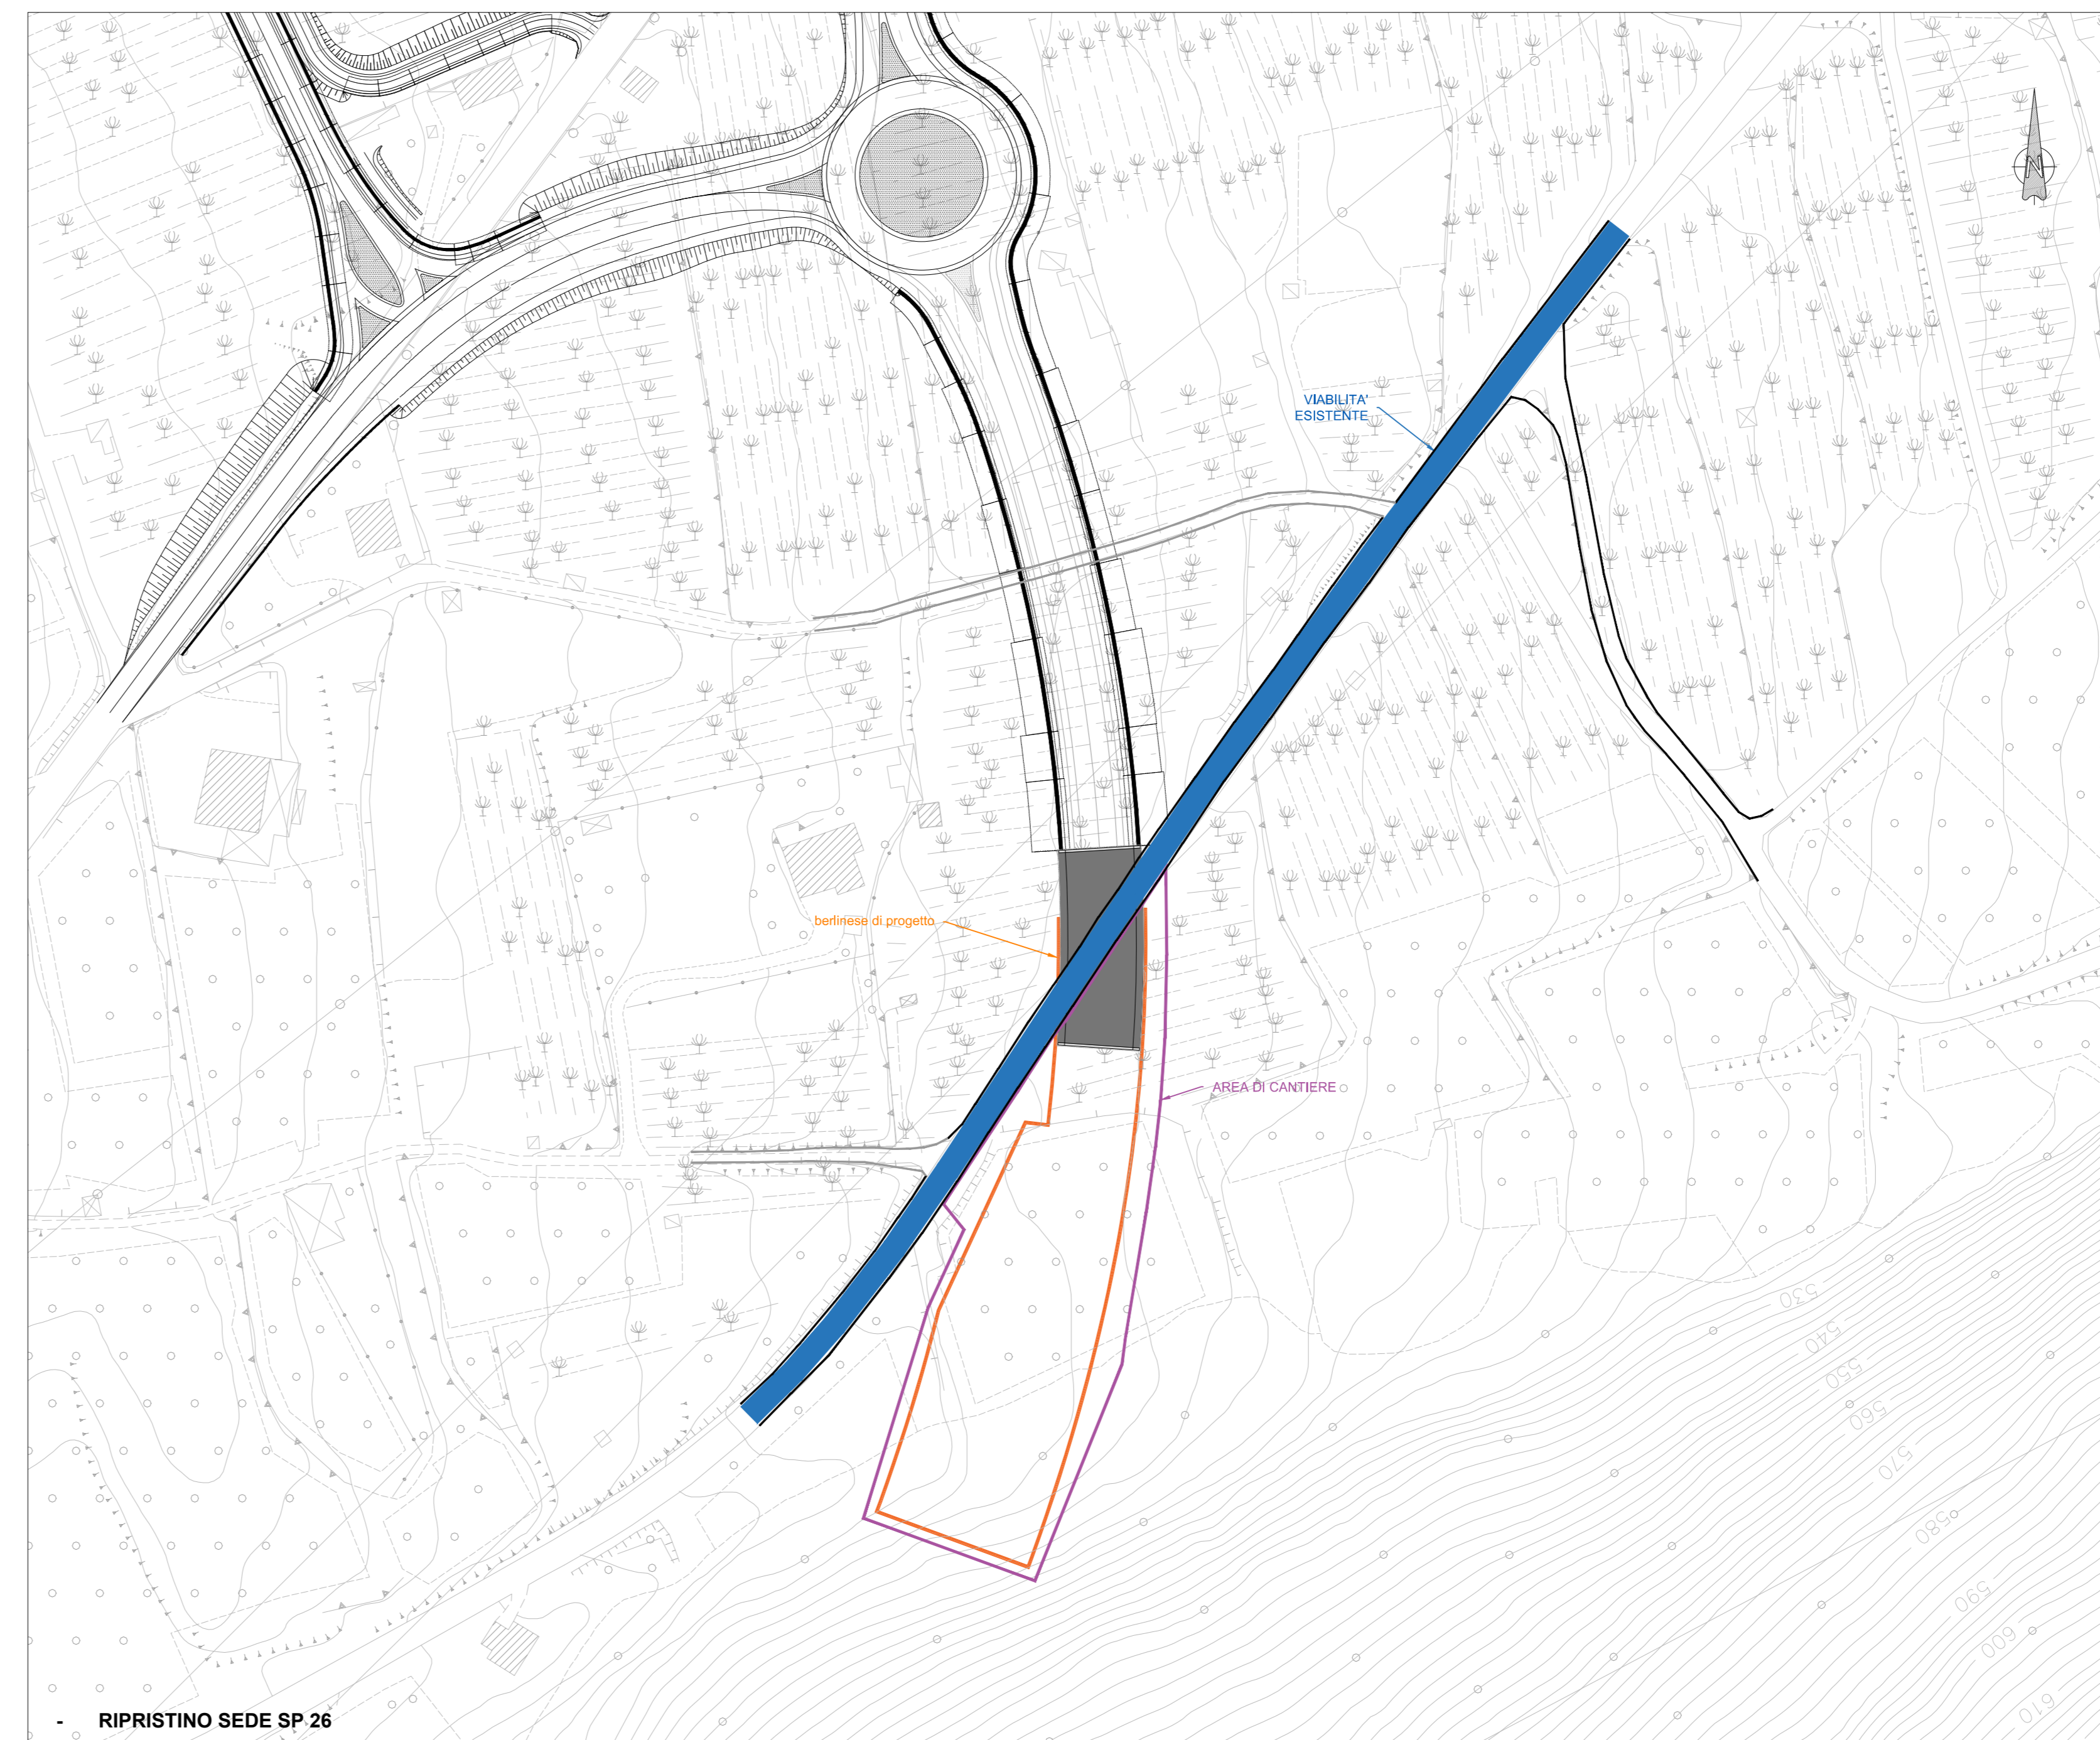 N
VIABILITA'
ESISTENTE
berlinese di progetto
AREA DI CANTIERE
530
540
550
560
570
580
590
600
610
- RIPRISTINO SEDE SP 26